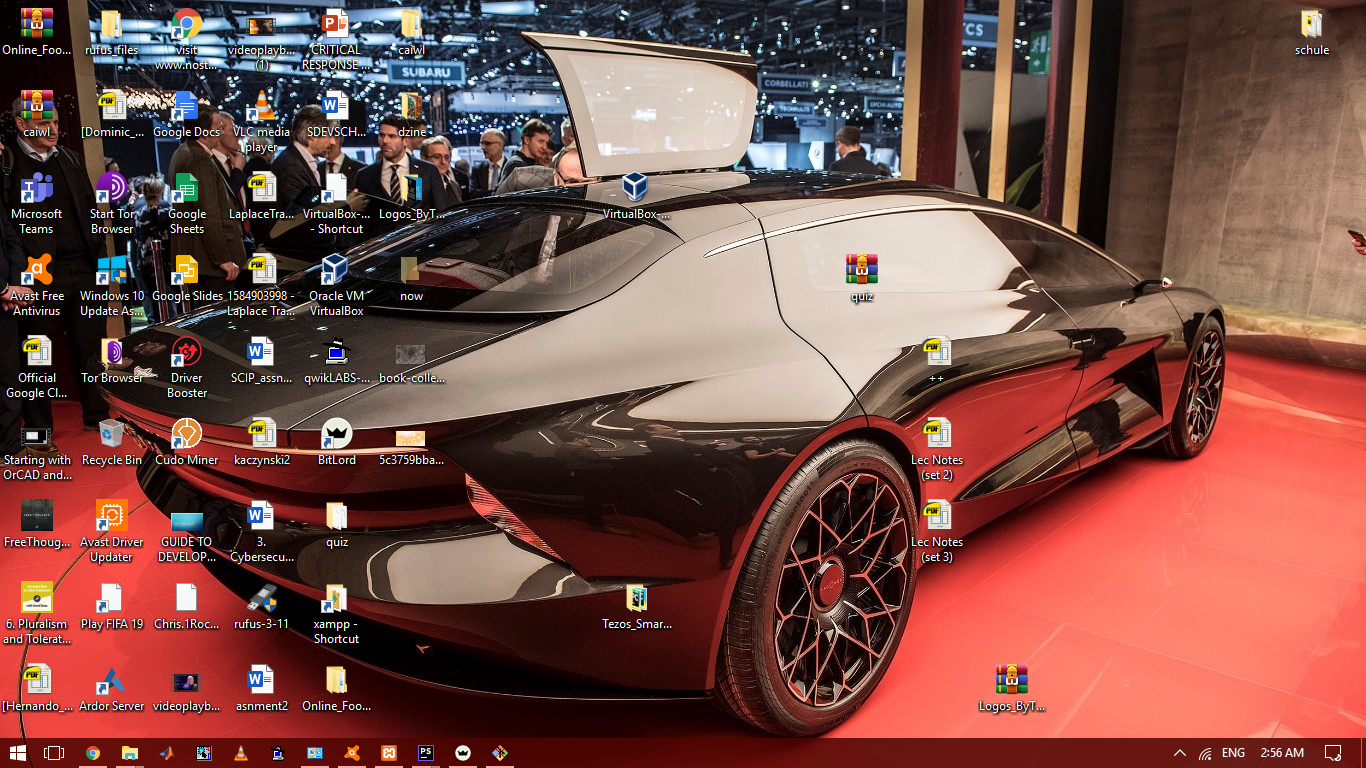 Online_Foo...
rufus files
visit
www.nost...
videoplayb...
(1)
CRITICAL
RESPONSE ...
caiwl
schule
SUBARU
CORBELLATI
CS
caiwl
[Dominic_...
Google Docs
VLC media
player
SDEVSCH...
dzine
Microsoft
Teams
Start Tor
Browser
Google
Sheets
LaplaceTra...
VirtualBox-...
- Shortcut
Logos_ByT...
VirtualBox-...
Avast Free
Antivirus
Windows 10
Update As...
Google Slides
1584903998 -
Laplace Tra...
Oracle VM
VirtualBox
now
quiz
Official
Google Cl...
Tor Browser
Driver
Booster
SCIP_assn...
qwikLABS-...
book-colle...
++
Starting with
OrCAD and...
Recycle Bin
Cudo Miner
kaczynski2
BitLord
5c3759bba...
Lec Notes
(set 2)
FreeThoug...
Avast Driver
Updater
GUIDE TO
DEVELOP...
3.
Cybersecu...
quiz
Lec Notes
(set 3)
6. Pluralism
and Tolerat...
Play FIFA 19
Chris.1Roc...
rufus-3-11
xampp -
Shortcut
Tezos_Smar...
[Hernando_...
Ardor Server
videoplayb...
asnment2
Online_Foo...
Logos_ByT...
ENG
2:56 AM